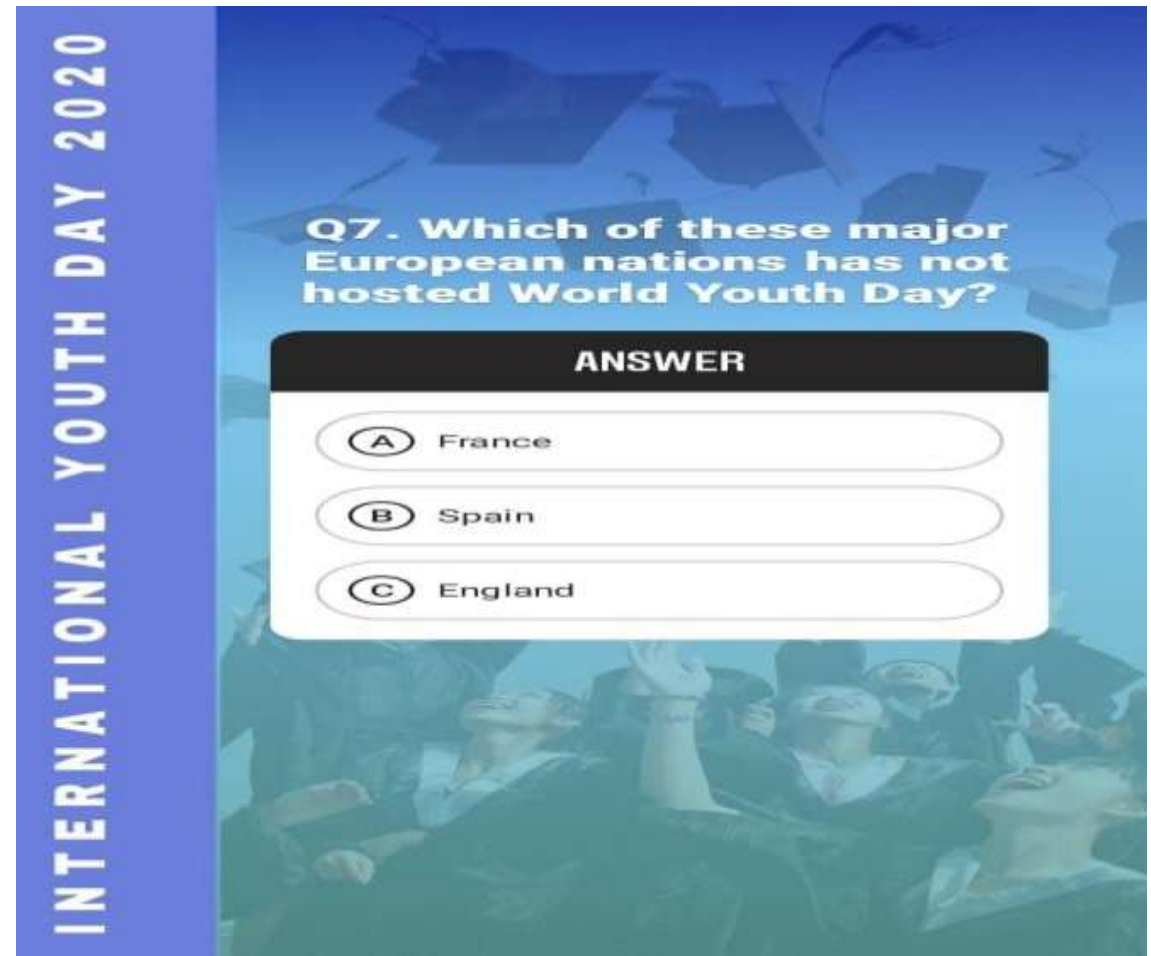 INTERNATIONAL YOUTH DAY 2020
Q7. Which of these major
European nations has not
hosted World Youth Day?
ANSWER
A France
B Spain
C England